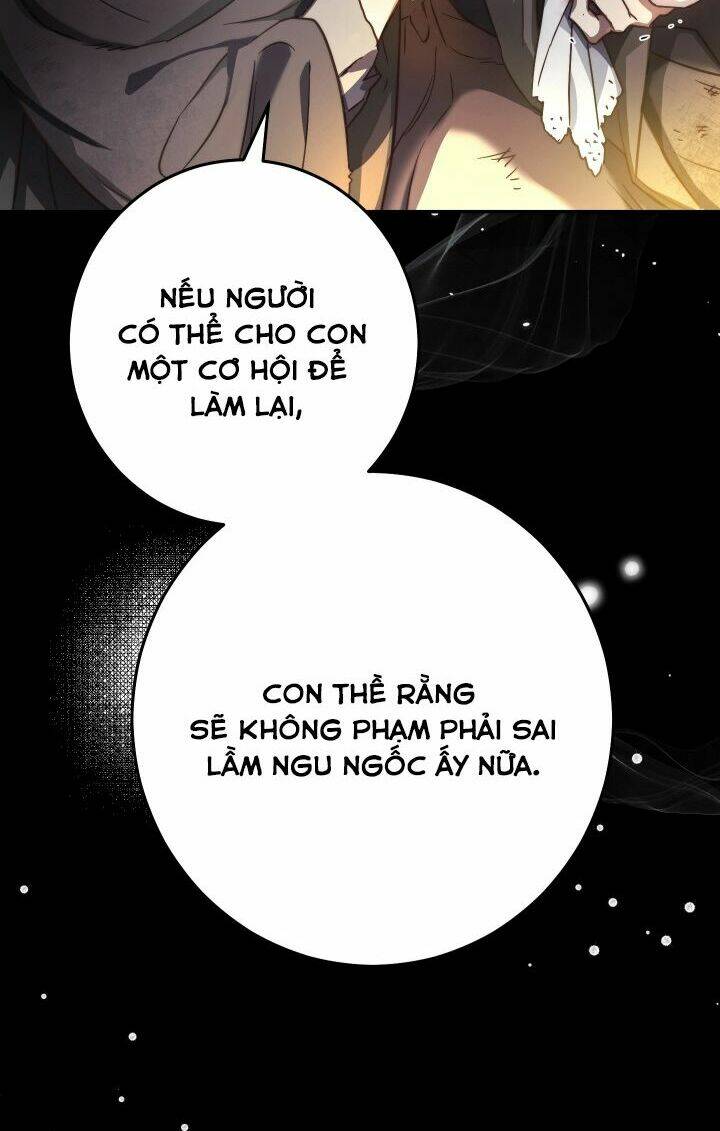 NẾU NGƯỜI
CÓ THỂ CHO CON
MỘT CƠ HỘI ĐỂ
LÀM LẠI,
CON THỀ RẰNG
SẼ KHÔNG PHẠM PHẢI SAI
LẦM NGU NGỐC ẤY NỮA.